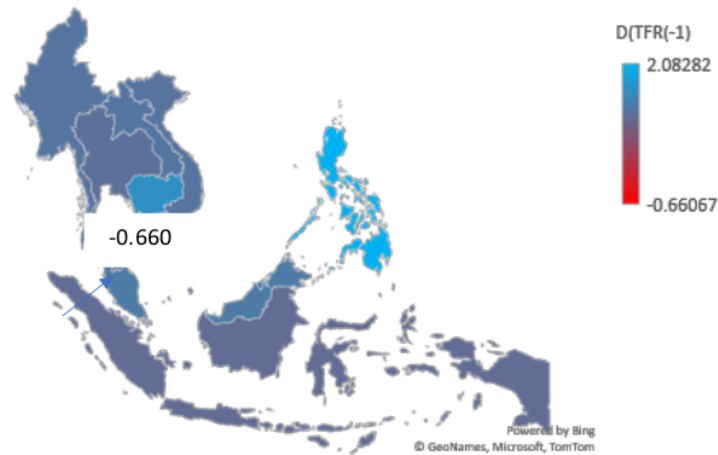 D(TFR(-1)
2.08282
-0.66067
-0.660
Powered by Bing
© GeoNames, Microsoft, TomTom